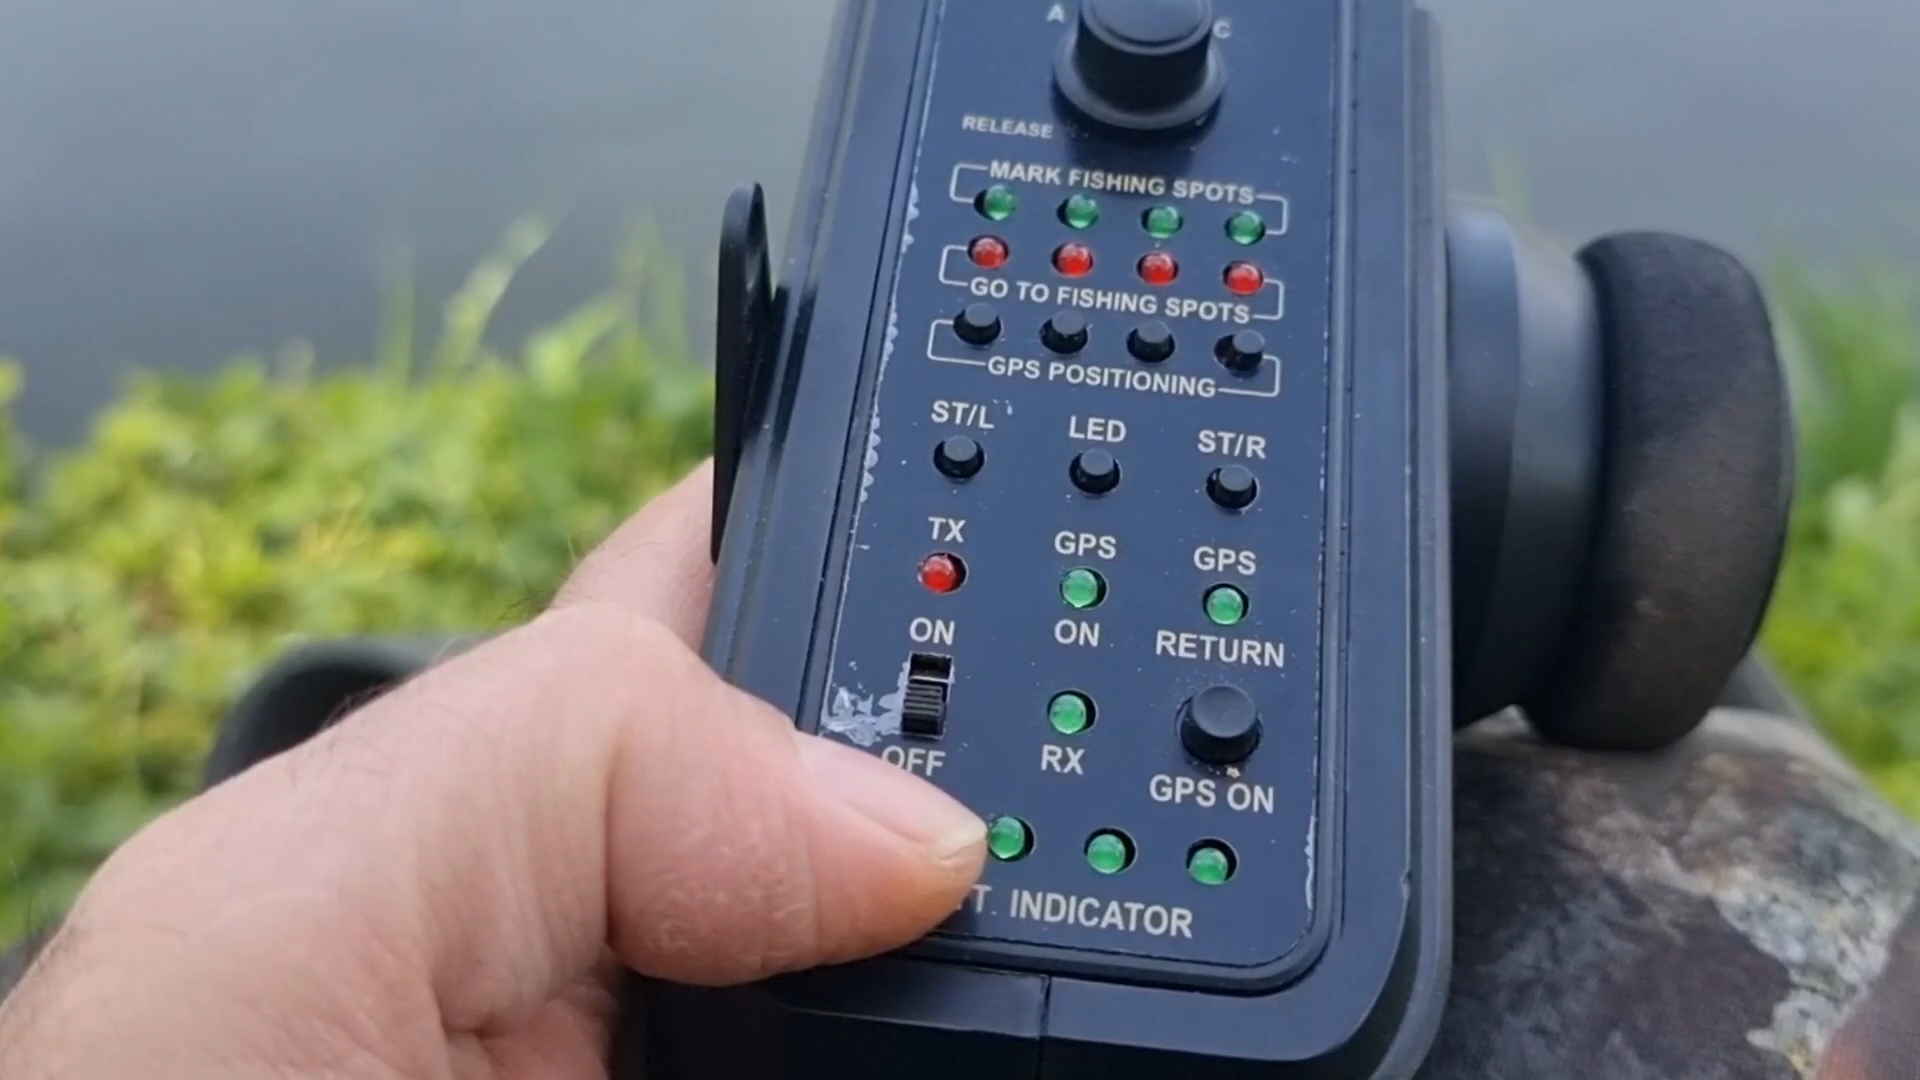 A
C
RELEASE
MARK FISHING SPOTS
GO TO FISHING SPOTS
GPS POSITIONING
ST/L LED ST/R
TX GPS GPS
ON ON RETURN
OFF RX GPS ON
T. INDICATOR